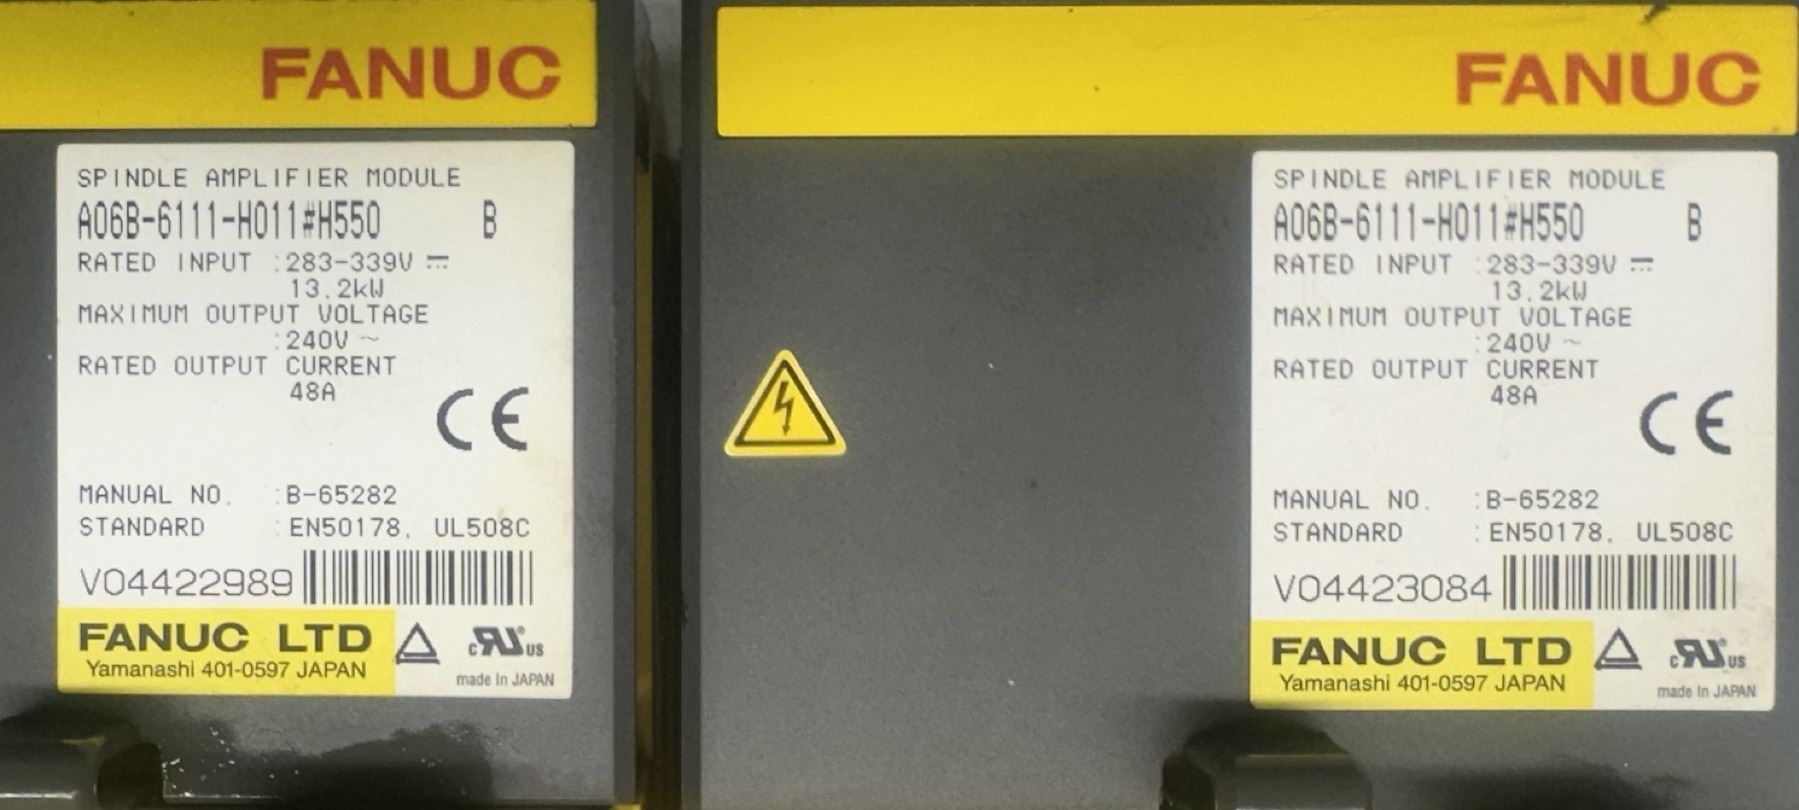 FANUC
SPINDLE AMPLIFIER MODULE
A06B-6111-H011#H550 B
RATED INPUT :283-339V ⎓
13.2kW
MAXIMUM OUTPUT VOLTAGE
:240V ~
RATED OUTPUT CURRENT
48A
CE
MANUAL NO. :B-65282
STANDARD :EN50178, UL508C
V04422989
FANUC LTD
Yamanashi 401-0597 JAPAN
c RU us
made In JAPAN
FANUC
SPINDLE AMPLIFIER MODULE
A06B-6111-H011#H550 B
RATED INPUT :283-339V ⎓
13.2kW
MAXIMUM OUTPUT VOLTAGE
:240V ~
RATED OUTPUT CURRENT
48A
CE
MANUAL NO. :B-65282
STANDARD :EN50178, UL508C
V04423084
FANUC LTD
Yamanashi 401-0597 JAPAN
c RU us
made In JAPAN